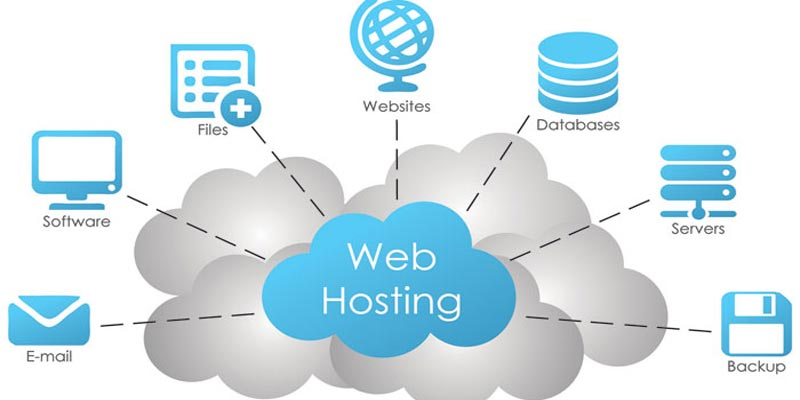 Websites
Files
Databases
Software
Servers
Web
Hosting
E-mail
Backup